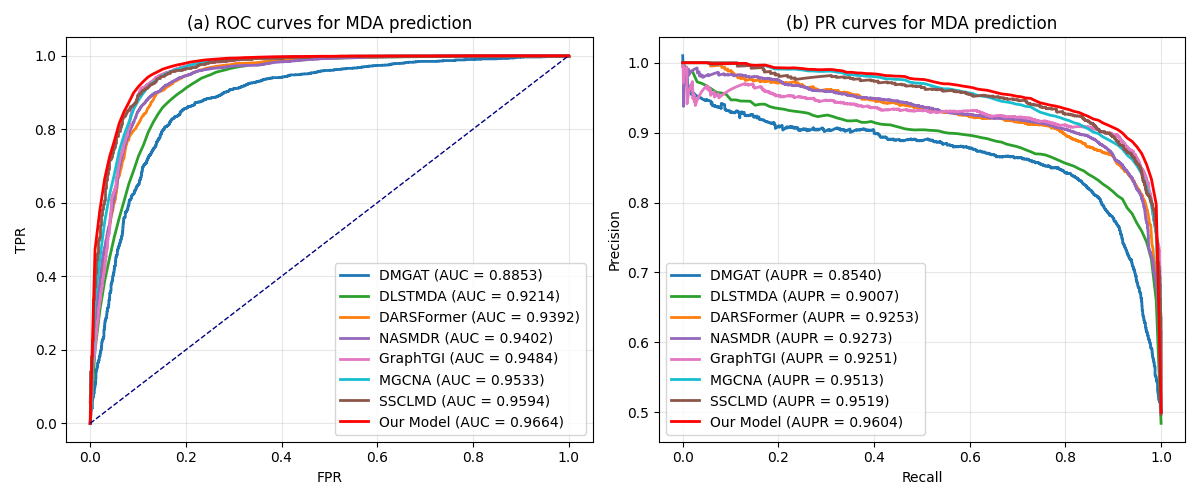 (a) ROC curves for MDA prediction
TPR
1.0
0.8
0.6
0.4
0.2
0.0
DMGAT (AUC = 0.8853)
DLSTMDA (AUC = 0.9214)
DARSFormer (AUC = 0.9392)
NASMDR (AUC = 0.9402)
GraphTGI (AUC = 0.9484)
MGCNA (AUC = 0.9533)
SSCLMD (AUC = 0.9594)
Our Model (AUC = 0.9664)
0.0 0.2 0.4 0.6 0.8 1.0
FPR
(b) PR curves for MDA prediction
Precision
1.0
0.9
0.8
0.7
0.6
0.5
DMGAT (AUPR = 0.8540)
DLSTMDA (AUPR = 0.9007)
DARSFormer (AUPR = 0.9253)
NASMDR (AUPR = 0.9273)
GraphTGI (AUPR = 0.9251)
MGCNA (AUPR = 0.9513)
SSCLMD (AUPR = 0.9519)
Our Model (AUPR = 0.9604)
0.0 0.2 0.4 0.6 0.8 1.0
Recall